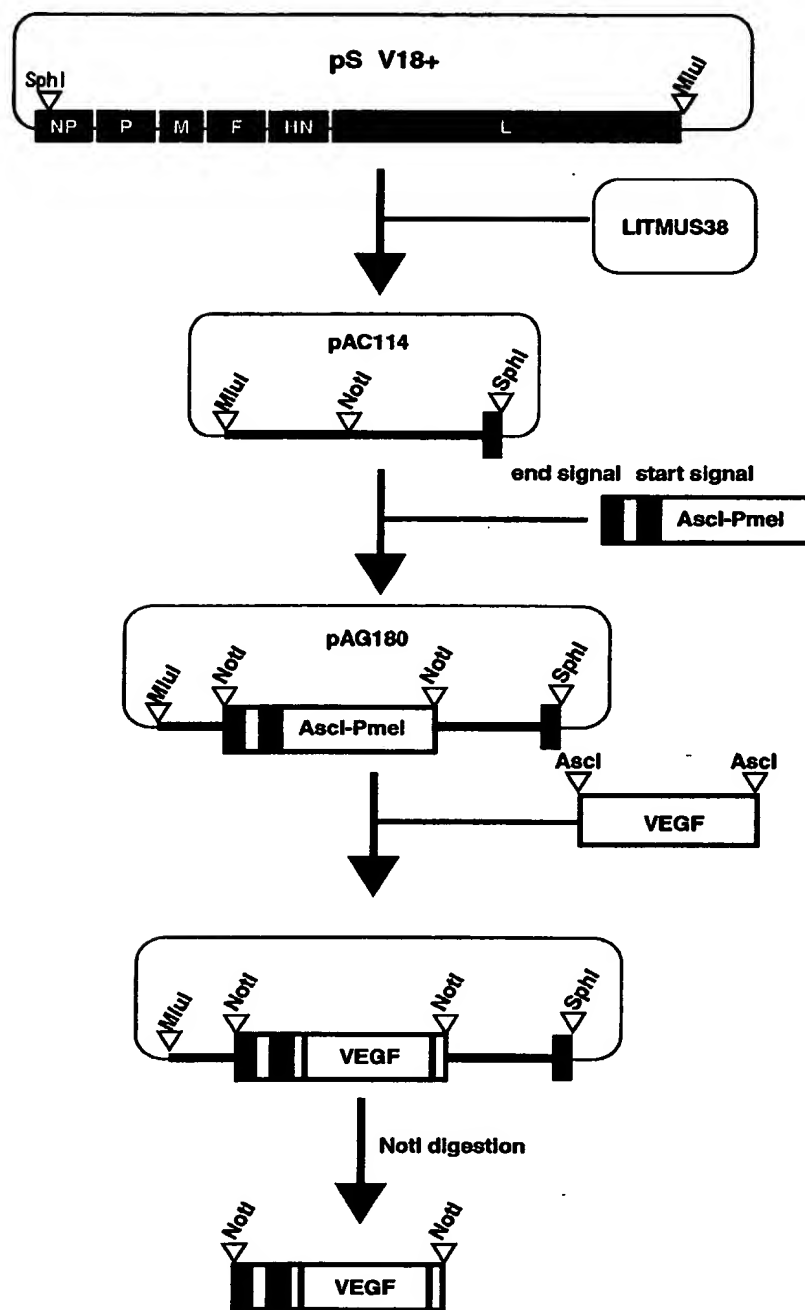 pS V18+
SphI
MluI
NP P M F HN L
LITMUS38
pAC114
MluI
NotI
SphI
end signal start signal
AscI-PmeI
pAG180
MluI
NotI
NotI
SphI
AscI-PmeI
AscI
AscI
VEGF
MluI
NotI
NotI
SphI
VEGF
NotI digestion
NotI
NotI
VEGF